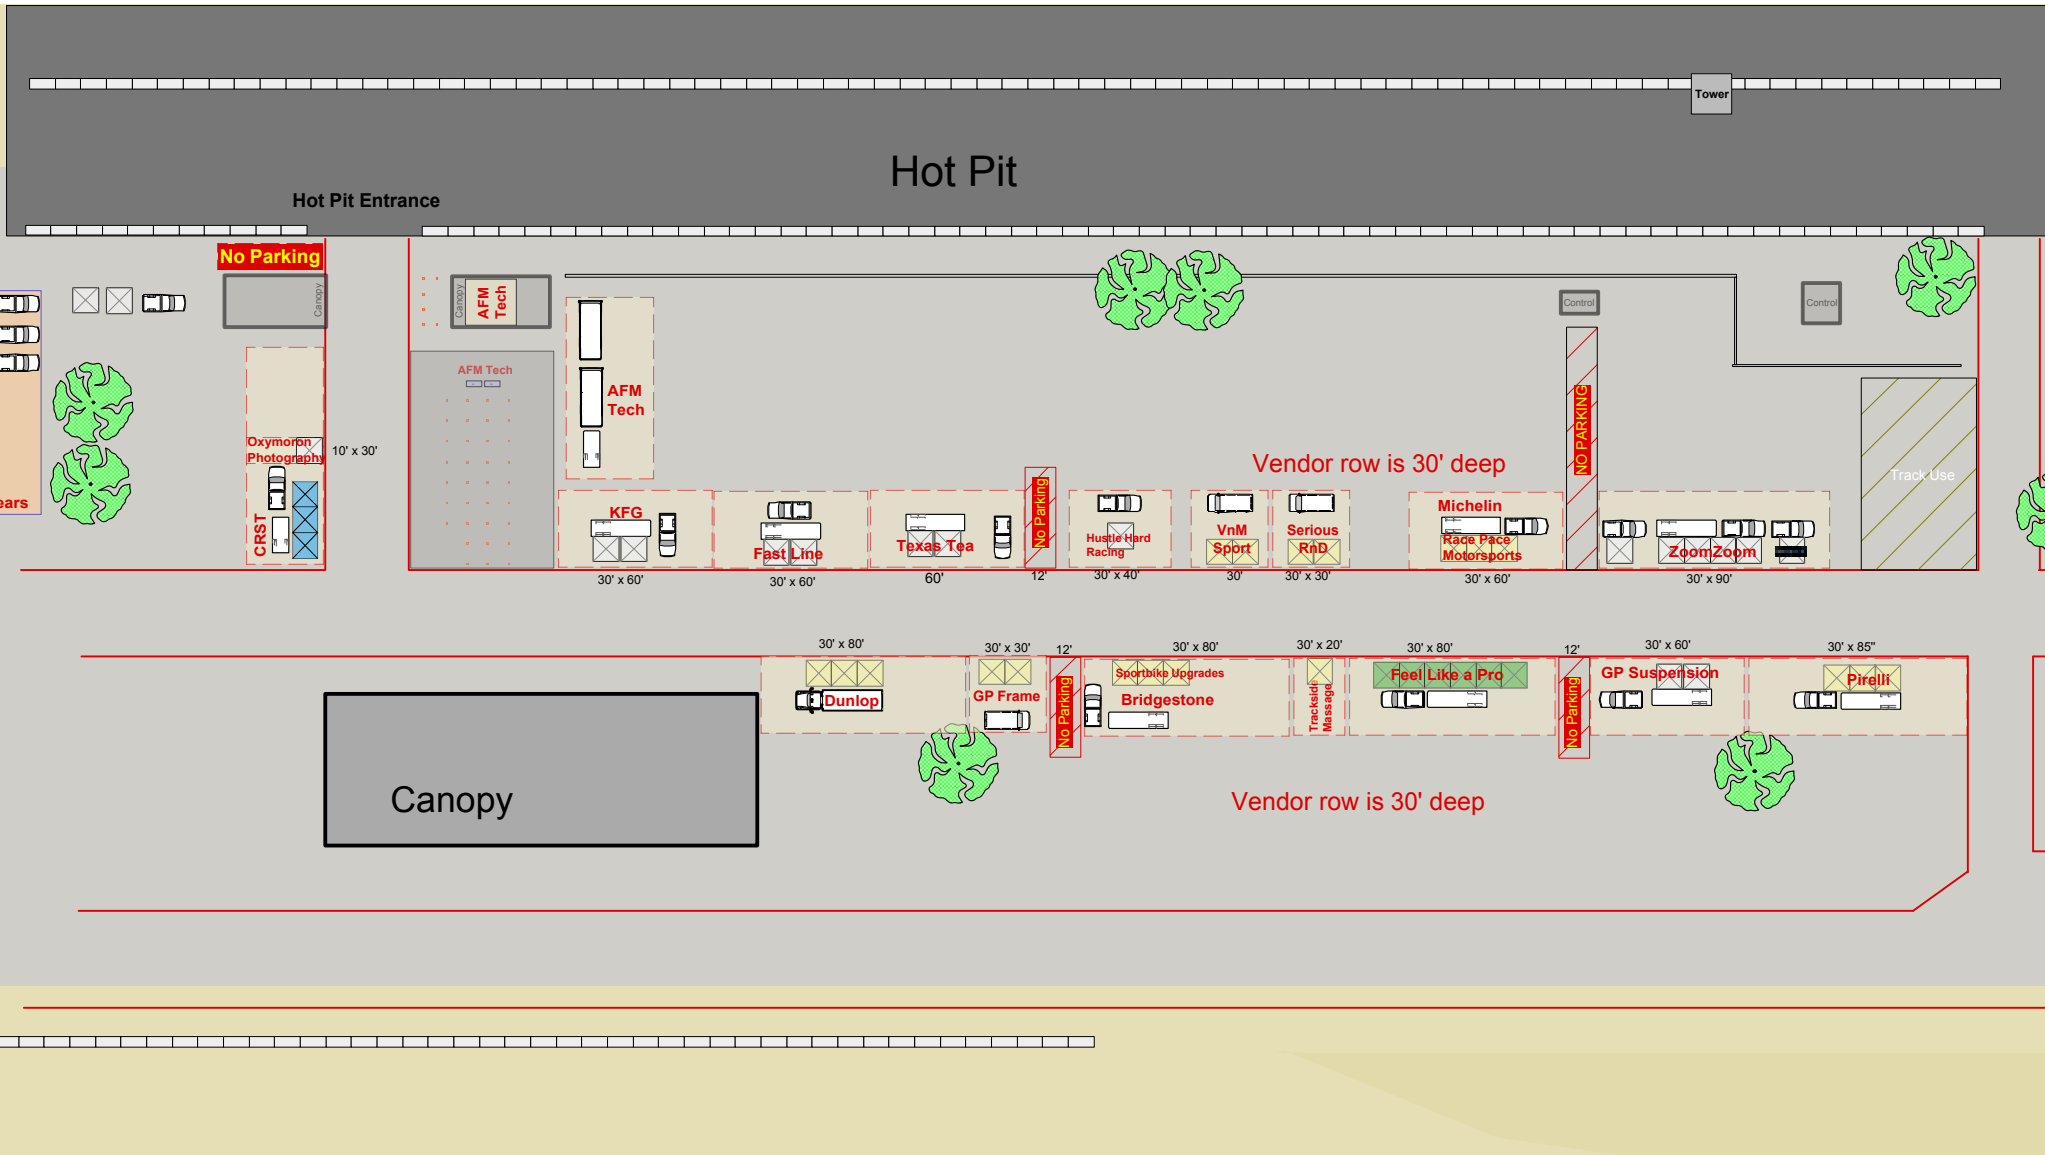 Tower
Hot Pit
Hot Pit Entrance
No Parking
Canopy
Canopy
AFM
Tech
Control
Control
AFM Tech
AFM
Tech
NO PARKING
Oxymoron
Photography
10' x 30'
Vendor row is 30' deep
Track Use
ears
CRST
KFG
Fast Line
Texas Tea
No Parking
Hustle Hard
Racing
VnM
Sport
Serious
RnD
Michelin
Race Pace
Motorsports
ZoomZoom
30' x 60'
30' x 60'
60'
12'
30' x 40'
30'
30' x 30'
30' x 60'
30' x 90'
30' x 80'
30' x 30'
12'
30' x 80'
30' x 20'
30' x 80'
12'
30' x 60'
30' x 85"
Dunlop
GP Frame
No Parking
Sportbike Upgrades
Bridgestone
Trackside
Massage
Feel Like a Pro
No Parking
GP Suspension
Pirelli
Canopy
Vendor row is 30' deep